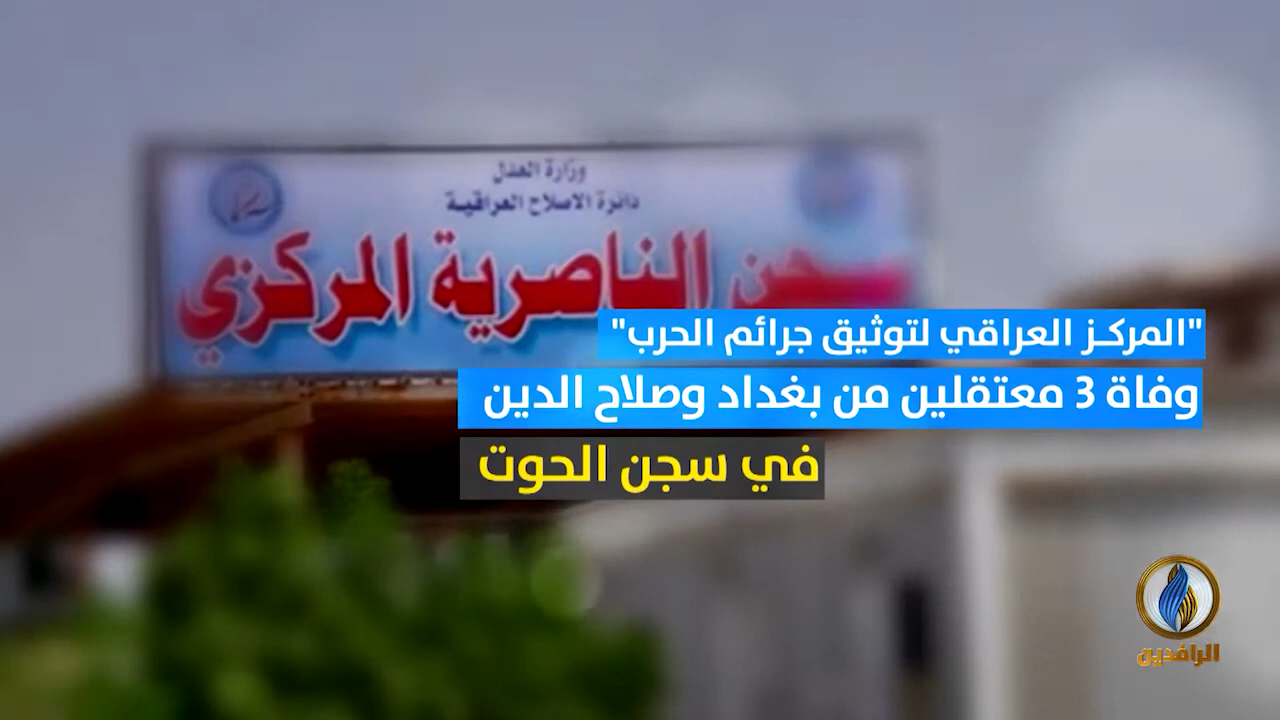 وزارة العدل
دائرة الاصلاح العراقية
سجن الناصرية المركزي
"المركز العراقي لتوثيق جرائم الحرب"
وفاة 3 معتقلين من بغداد وصلاح الدين
في سجن الحوت
الرافدين